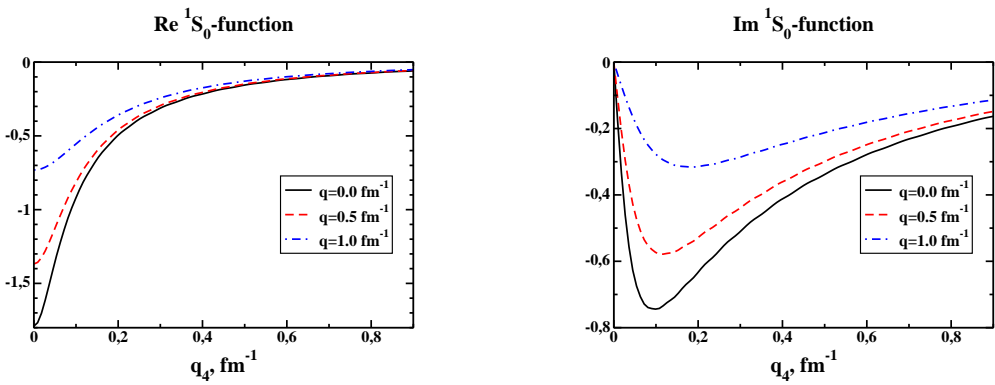 Re ¹S₀-function
0
-0,5
-1
-1,5
0 0,2 0,4 0,6 0,8
q₄, fm⁻¹
q=0.0 fm⁻¹
q=0.5 fm⁻¹
q=1.0 fm⁻¹
Im ¹S₀-function
0
-0,2
-0,4
-0,6
-0,8
0 0,2 0,4 0,6 0,8
q₄, fm⁻¹
q=0.0 fm⁻¹
q=0.5 fm⁻¹
q=1.0 fm⁻¹